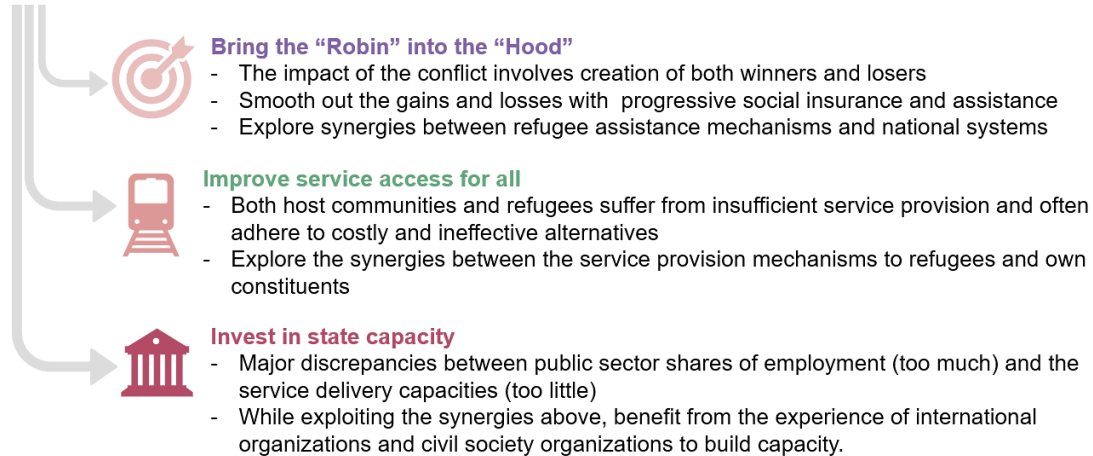 Bring the “Robin” into the “Hood”
- The impact of the conflict involves creation of both winners and losers
- Smooth out the gains and losses with  progressive social insurance and assistance
- Explore synergies between refugee assistance mechanisms and national systems
Improve service access for all
- Both host communities and refugees suffer from insufficient service provision and often
adhere to costly and ineffective alternatives
- Explore the synergies between the service provision mechanisms to refugees and own
constituents
Invest in state capacity
- Major discrepancies between public sector shares of employment (too much) and the
service delivery capacities (too little)
- While exploiting the synergies above, benefit from the experience of international
organizations and civil society organizations to build capacity.